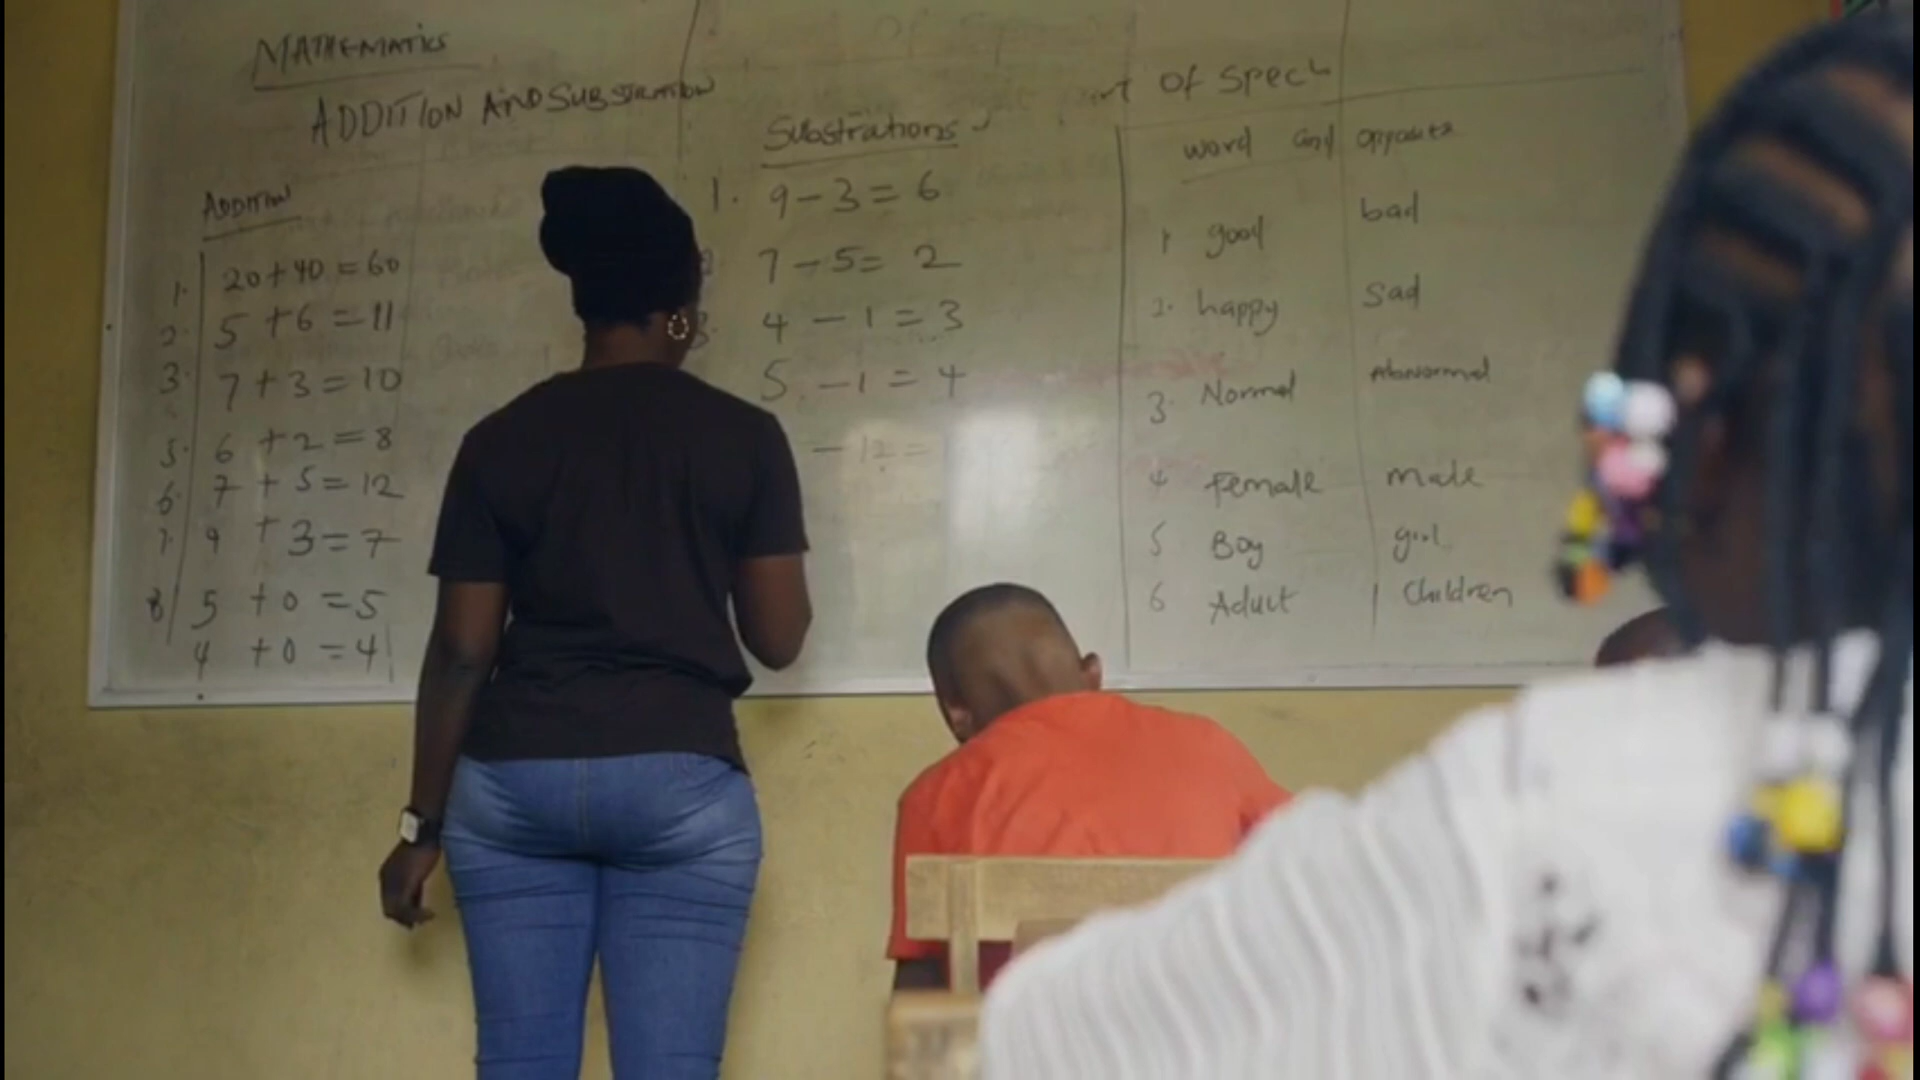 MATHEMATICS
ADDITION AND SUBSTRATION
ADDITION
1. 20+40=60
2. 5+6=11
3. 7+3=10
5. 6+2=8
6. 7+5=12
7. 9+3=7
8 5+0=5
4+0=4
Substrations
1. 9-3=6
7-5=2
3. 4-1=3
5-1=4
-12=
Of Spech
word and opposite
1 good bad
2. happy Sad
3. Normal Abnormal
4 Female male
5 Boy girl
6 Aduct Children